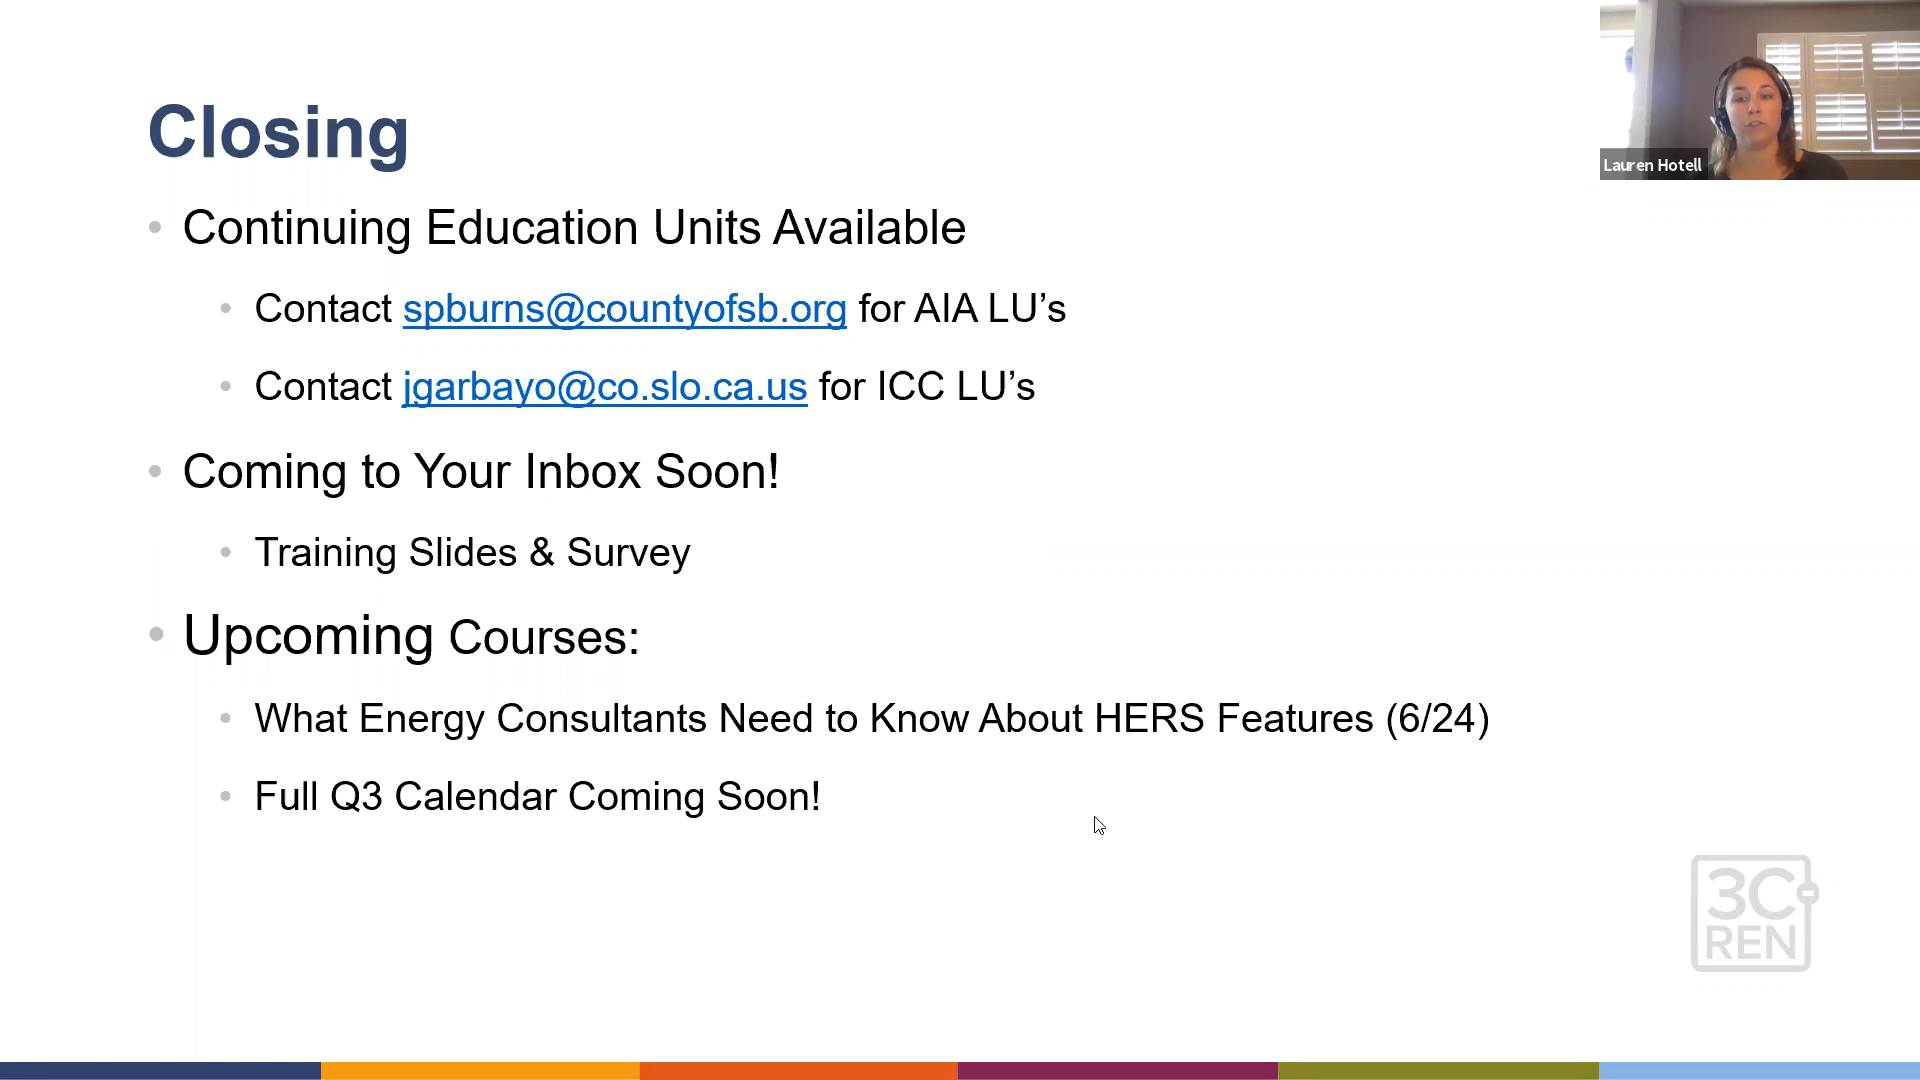 Closing
Lauren Hotell
• Continuing Education Units Available
• Contact spburns@countyofsb.org for AIA LU’s
• Contact jgarbayo@co.slo.ca.us for ICC LU’s
• Coming to Your Inbox Soon!
• Training Slides & Survey
• Upcoming Courses:
• What Energy Consultants Need to Know About HERS Features (6/24)
• Full Q3 Calendar Coming Soon!
3C
REN